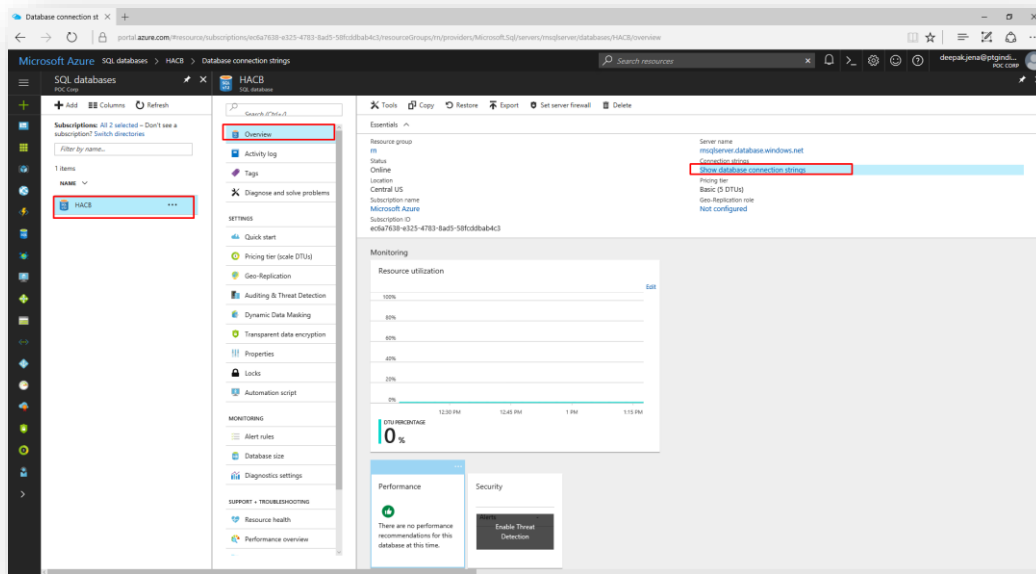 Database connection st
portal.azure.com/#resource/subscriptions/ec6a7638-e325-4783-8ad5-58fcddbab4c3/resourceGroups/rn/providers/Microsoft.Sql/servers/msqlserver/databases/HACB/overview
Microsoft Azure SQL databases > HACB > Database connection strings
Search resources
deepak.jena@ptgindi...
POC CORP
SQL databases
POC Corp
HACB
SQL database
Add Columns Refresh
Subscriptions: All 2 selected – Don't see a
subscription? Switch directories
Filter by name...
1 items
NAME
HACB
Search (Ctrl+/)
Overview
Activity log
Tags
Diagnose and solve problems
SETTINGS
Quick start
Pricing tier (scale DTUs)
Geo-Replication
Auditing & Threat Detection
Dynamic Data Masking
Transparent data encryption
Properties
Locks
Automation script
MONITORING
Alert rules
Database size
Diagnostics settings
SUPPORT + TROUBLESHOOTING
Resource health
Performance overview
Tools Copy Restore Export Set server firewall Delete
Essentials
Resource group
Status
Online
Location
Central US
Subscription name
Microsoft Azure
Subscription ID
ec6a7638-e325-4783-8ad5-58fcddbab4c3
Server name
msqlserver.database.windows.net
Connection strings
Show database connection strings
Pricing tier
Basic (5 DTUs)
Geo-Replication role
Not configured
Monitoring
Resource utilization
Edit
100%
80%
60%
40%
20%
0%
12:30 PM 12:45 PM 1 PM 1:15 PM
DTU PERCENTAGE
0 %
Performance
There are no performance
recommendations for this
database at this time.
Security
Alerts
Enable Threat
Detection